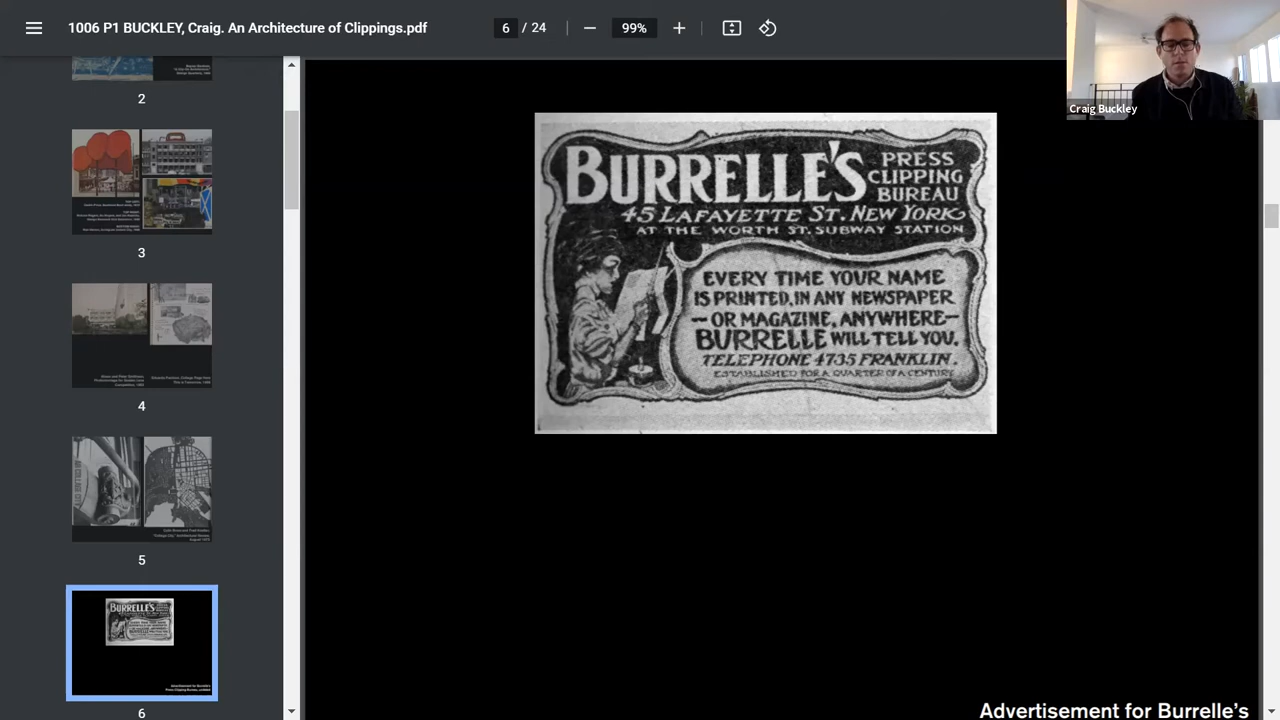 1006 P1 BUCKLEY, Craig. An Architecture of Clippings.pdf
6 / 24
99%
Craig Buckley
2
3
4
5
6
BURRELLE'S
PRESS
CLIPPING
BUREAU
45 LAFAYETTE ST. NEW YORK
AT THE WORTH ST. SUBWAY STATION
EVERY TIME YOUR NAME
IS PRINTED, IN ANY NEWSPAPER
—OR MAGAZINE, ANYWHERE—
BURRELLE WILL TELL YOU.
TELEPHONE 4735 FRANKLIN.
ESTABLISHED FOR A QUARTER OF A CENTURY
Advertisement for Burrelle's